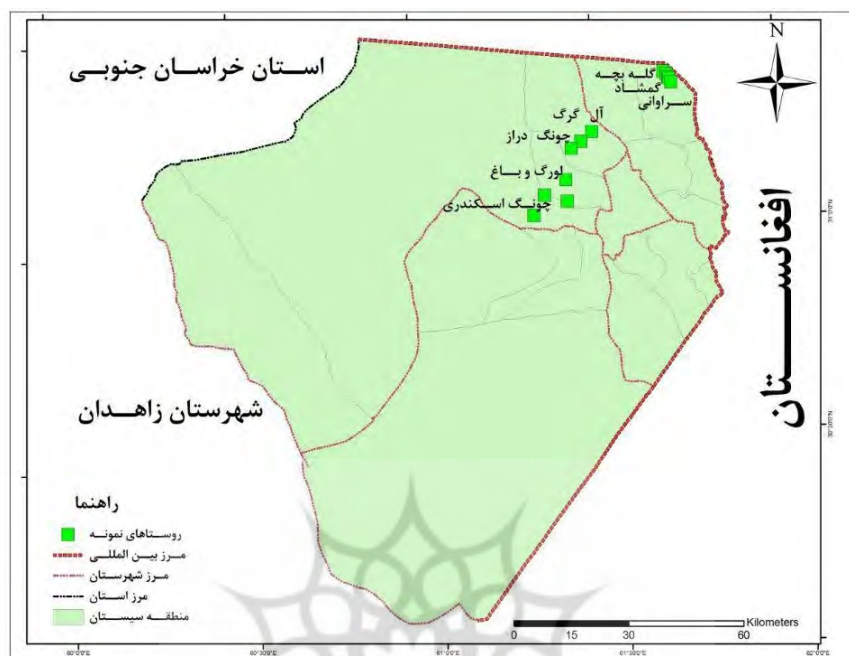 N
استان خراسان جنوبی
گله بچه
گمشاد
سراوانی
آل گرگ
چونگ دراز
لورگ و باغ
چونگ اسکندری
افغانستان
شهرستان زاهدان
راهنما
روستاهای نمونه
مرز بین المللی
مرز شهرستان
مرز استان
منطقه سیستان
Kilometers
0 15 30 60